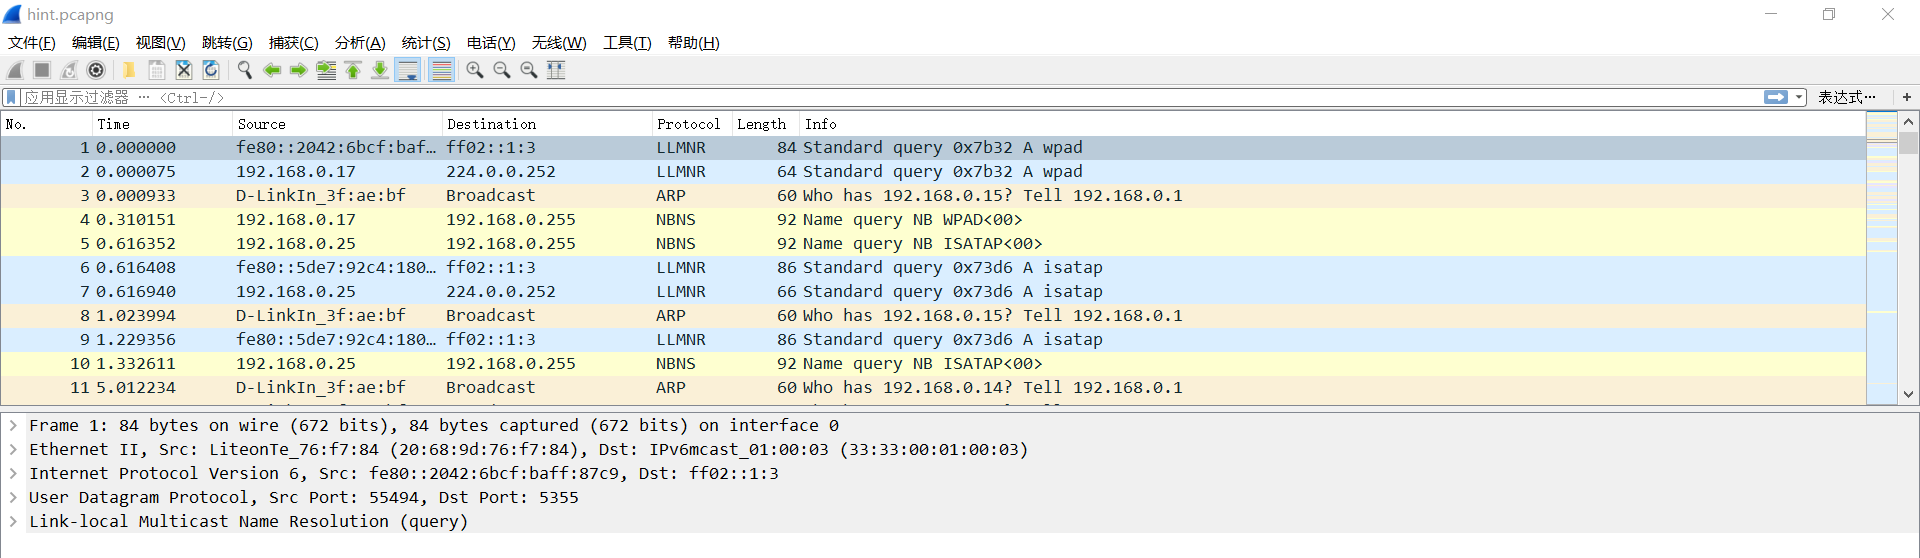 hint.pcapng
文件(F) 编辑(E) 视图(V) 跳转(G) 捕获(C) 分析(A) 统计(S) 电话(Y) 无线(W) 工具(T) 帮助(H)
应用显示过滤器 … <Ctrl-/> 表达式… +
No. Time Source Destination Protocol Length Info
1 0.000000 fe80::2042:6bcf:baf… ff02::1:3 LLMNR 84 Standard query 0x7b32 A wpad
2 0.000075 192.168.0.17 224.0.0.252 LLMNR 64 Standard query 0x7b32 A wpad
3 0.000933 D-LinkIn_3f:ae:bf Broadcast ARP 60 Who has 192.168.0.15? Tell 192.168.0.1
4 0.310151 192.168.0.17 192.168.0.255 NBNS 92 Name query NB WPAD<00>
5 0.616352 192.168.0.25 192.168.0.255 NBNS 92 Name query NB ISATAP<00>
6 0.616408 fe80::5de7:92c4:180… ff02::1:3 LLMNR 86 Standard query 0x73d6 A isatap
7 0.616940 192.168.0.25 224.0.0.252 LLMNR 66 Standard query 0x73d6 A isatap
8 1.023994 D-LinkIn_3f:ae:bf Broadcast ARP 60 Who has 192.168.0.15? Tell 192.168.0.1
9 1.229356 fe80::5de7:92c4:180… ff02::1:3 LLMNR 86 Standard query 0x73d6 A isatap
10 1.332611 192.168.0.25 192.168.0.255 NBNS 92 Name query NB ISATAP<00>
11 5.012234 D-LinkIn_3f:ae:bf Broadcast ARP 60 Who has 192.168.0.14? Tell 192.168.0.1
Frame 1: 84 bytes on wire (672 bits), 84 bytes captured (672 bits) on interface 0
Ethernet II, Src: LiteonTe_76:f7:84 (20:68:9d:76:f7:84), Dst: IPv6mcast_01:00:03 (33:33:00:01:00:03)
Internet Protocol Version 6, Src: fe80::2042:6bcf:baff:87c9, Dst: ff02::1:3
User Datagram Protocol, Src Port: 55494, Dst Port: 5355
Link-local Multicast Name Resolution (query)